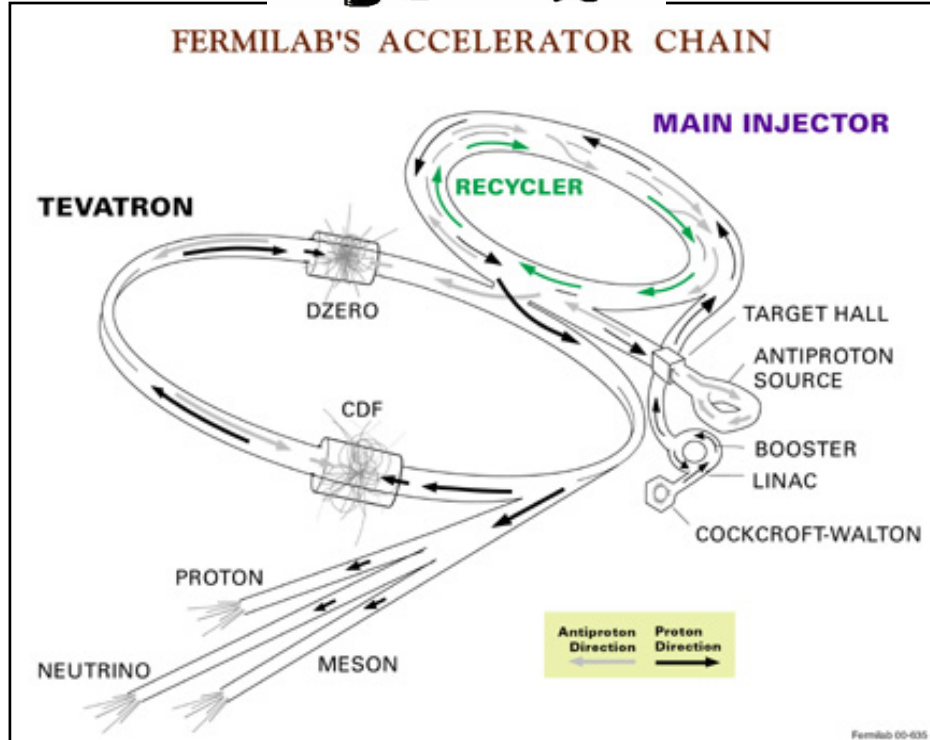 FERMILAB'S ACCELERATOR CHAIN
MAIN INJECTOR
RECYCLER
TEVATRON
DZERO
TARGET HALL
ANTIPROTON
SOURCE
CDF
BOOSTER
LINAC
COCKCROFT-WALTON
PROTON
NEUTRINO
MESON
Antiproton Proton
Direction Direction
Fermilab 00-635